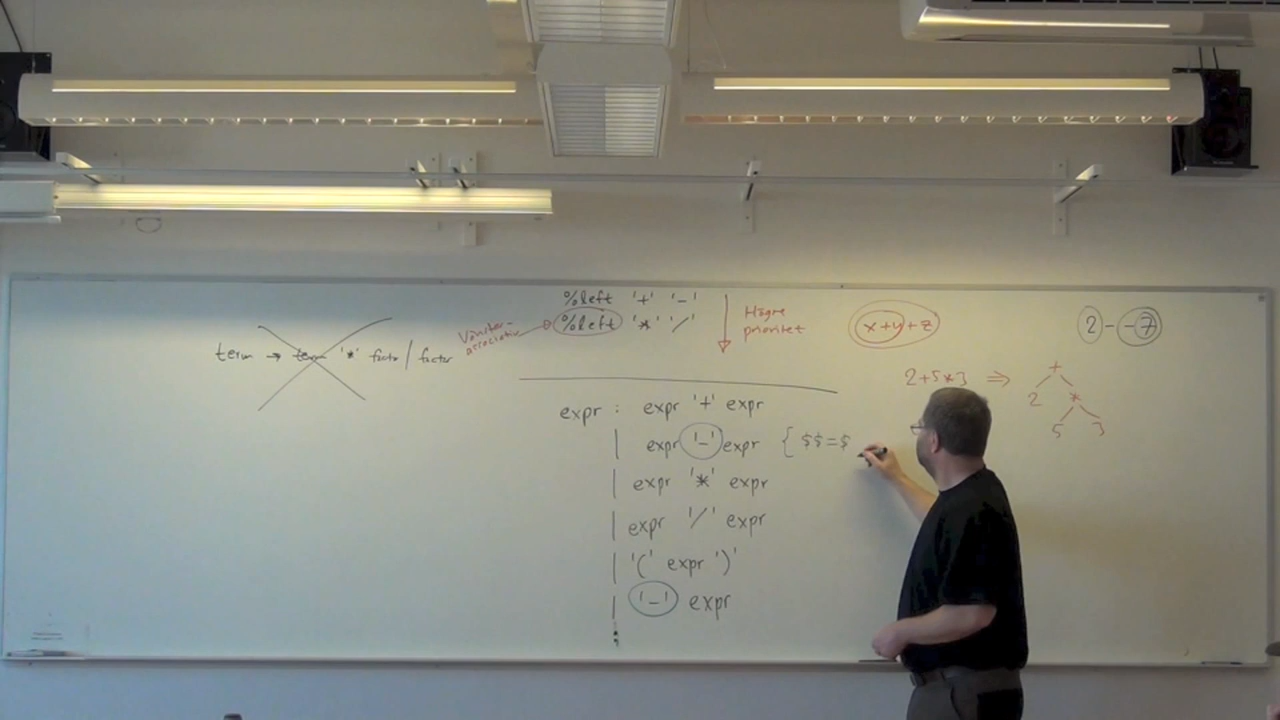 %left '+' '-'
%left '*' '/'
Vänster-
associativ
Högre
prioritet
x+y+z
2--7
term → term '*' factor / factor
2+5*3 ⇒
+
2 *
5 3
expr : expr '+' expr
| expr '-' expr { $$=$
| expr '*' expr
| expr '/' expr
| '(' expr ')'
| '-' expr
;